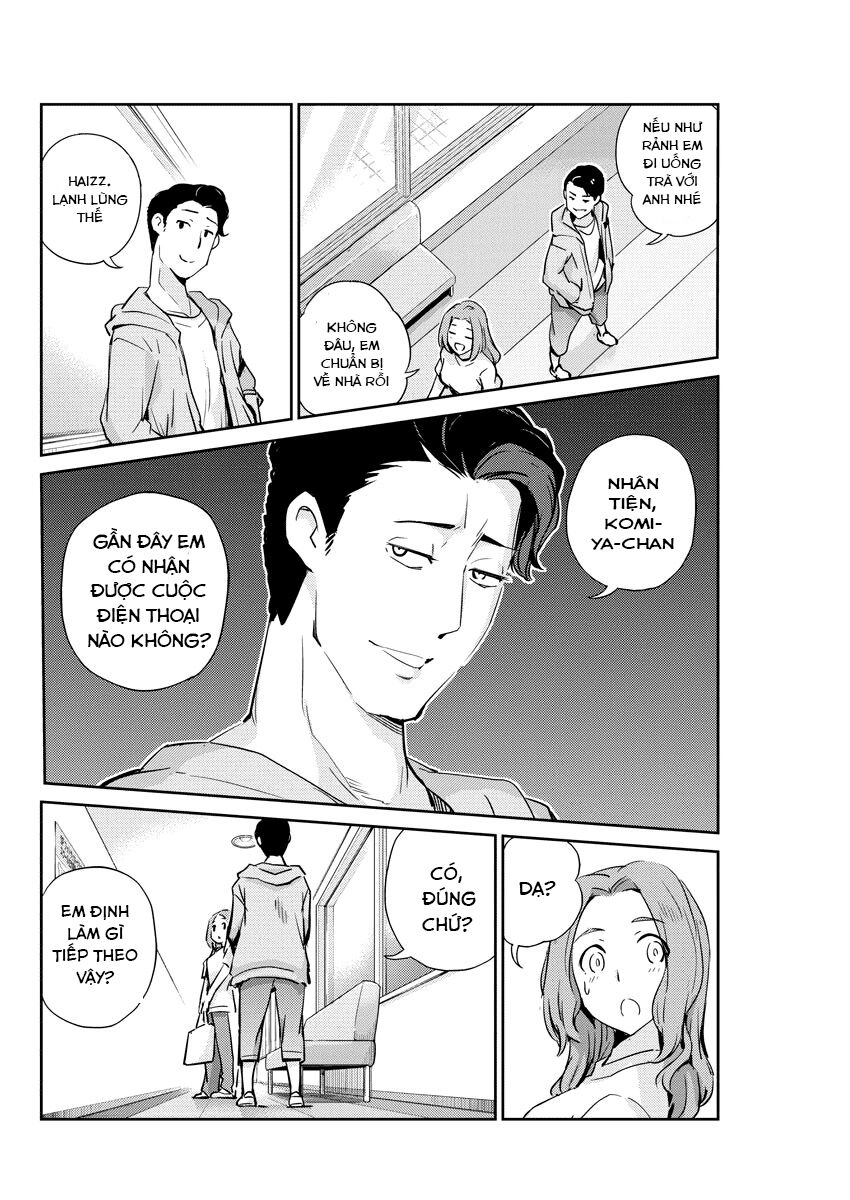 NẾU NHƯ
RẢNH EM
ĐI UỐNG
TRÀ VỚI
ANH NHÉ
KHÔNG
ĐÂU, EM
CHUẨN BỊ
VỀ NHÀ RỒI
HAIZZ.
LẠNH LÙNG
THẾ
NHÂN
TIỆN,
KOMI-
YA-CHAN
GẦN ĐÂY EM
CÓ NHẬN
ĐƯỢC CUỘC
ĐIỆN THOẠI
NÀO KHÔNG?
DẠ?
CÓ,
ĐÚNG
CHỨ?
EM ĐỊNH
LÀM GÌ
TIẾP THEO
VẬY?